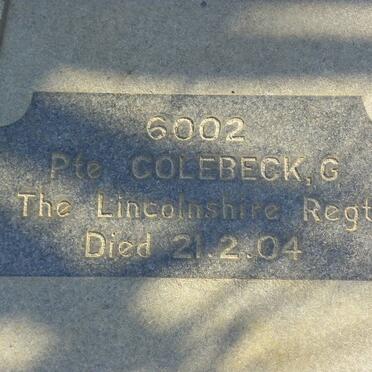 6002
Pte COLEBECK, G
The Lincolnshire Regt
Died 21.2.04